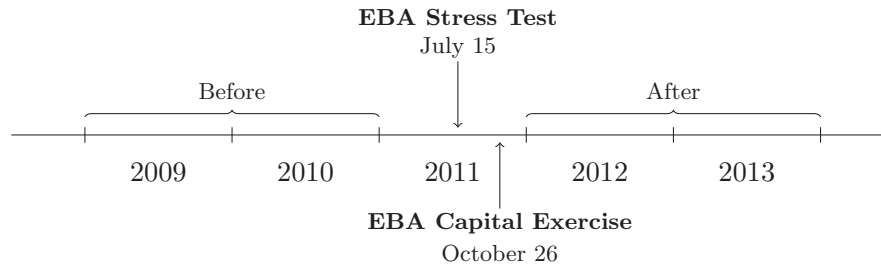 EBA Stress Test
July 15
Before
After
2009 2010 2011 2012 2013
EBA Capital Exercise
October 26